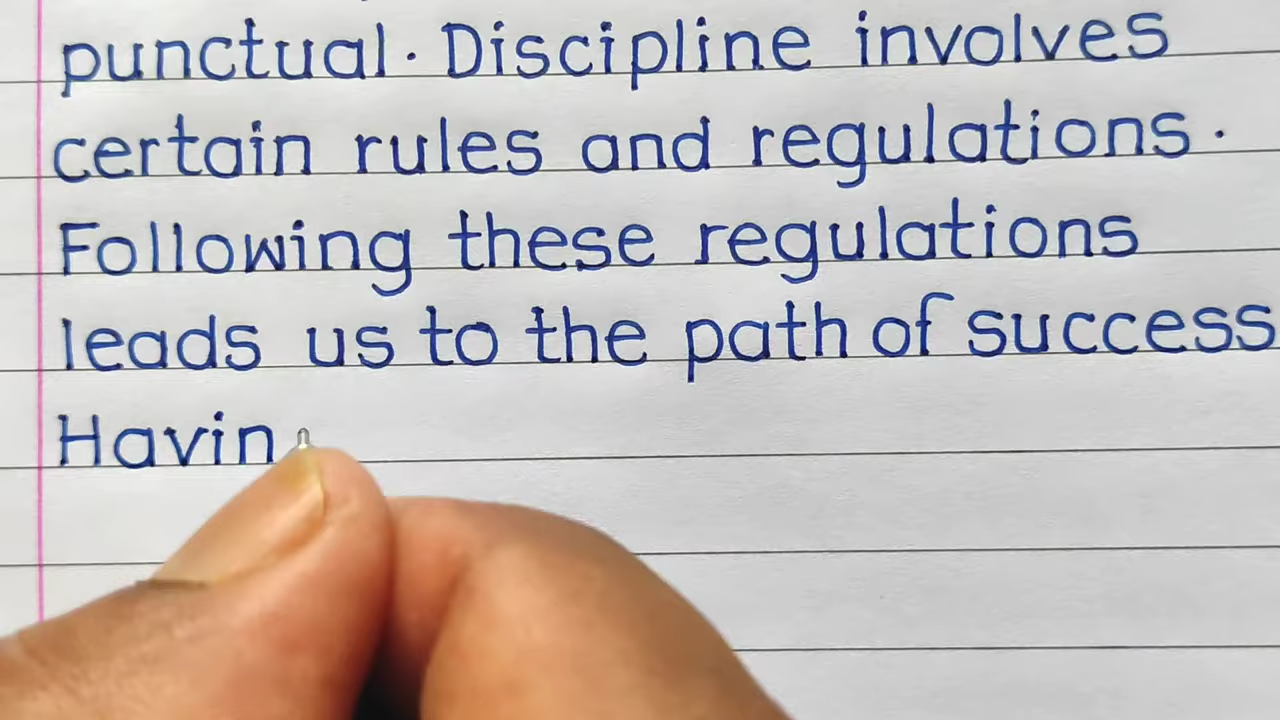 punctual. Discipline involves
certain rules and regulations.
Following these regulations
leads us to the path of success
Havin